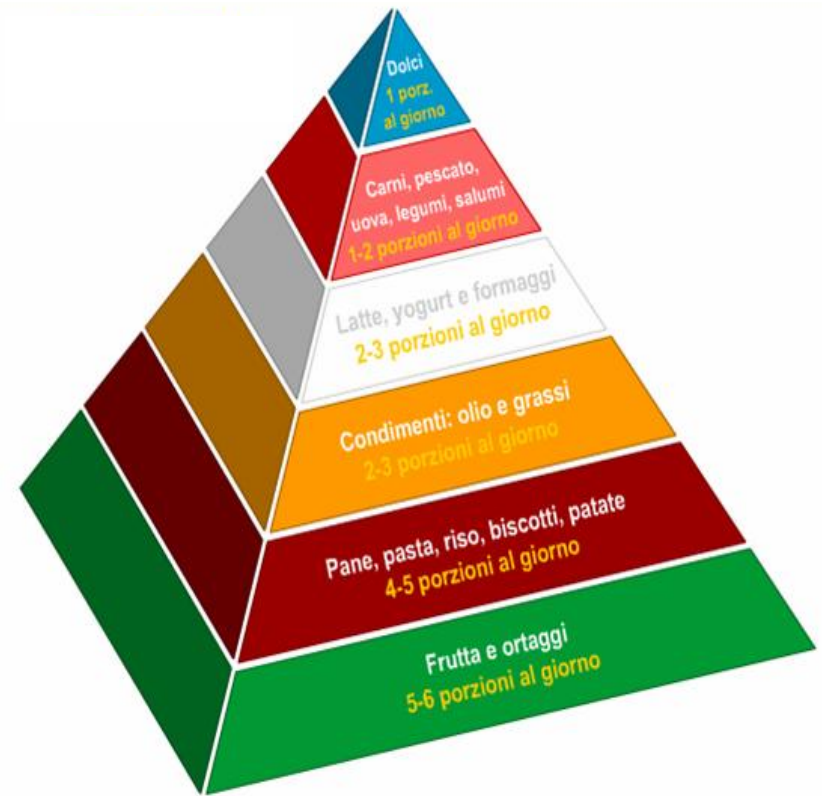 Dolci
1 porz.
al giorno
Carni, pescato,
uova, legumi, salumi
1-2 porzioni al giorno
Latte, yogurt e formaggi
2-3 porzioni al giorno
Condimenti: olio e grassi
2-3 porzioni al giorno
Pane, pasta, riso, biscotti, patate
4-5 porzioni al giorno
Frutta e ortaggi
5-6 porzioni al giorno